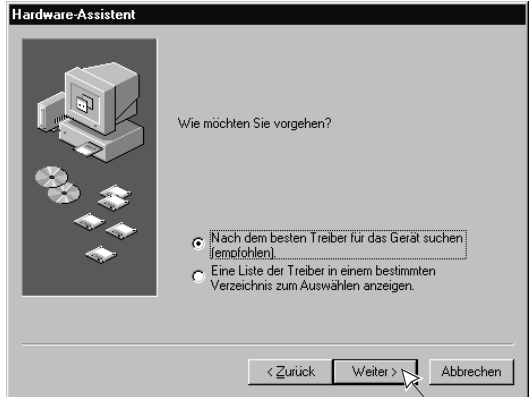 Hardware-Assistent
Wie möchten Sie vorgehen?
Nach dem besten Treiber für das Gerät suchen
(empfohlen).
Eine Liste der Treiber in einem bestimmten
Verzeichnis zum Auswählen anzeigen.
< Zurück Weiter > Abbrechen